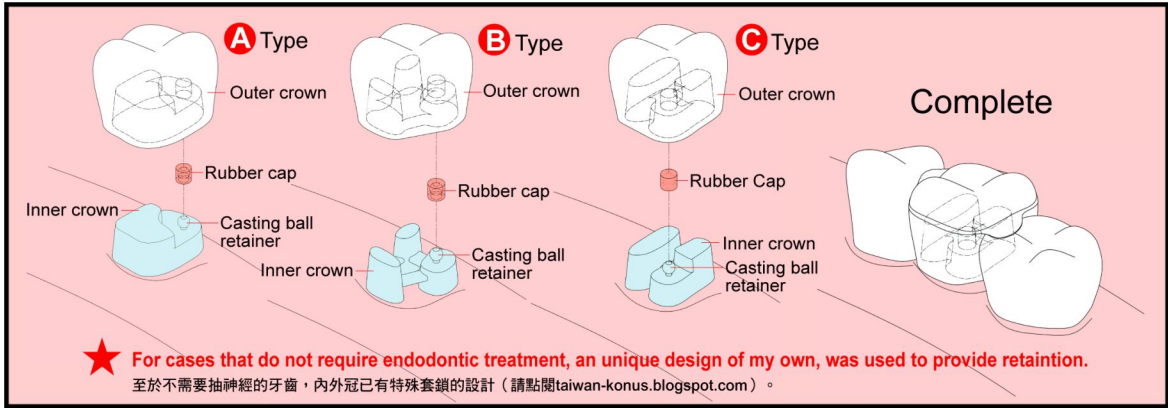 A Type
Outer crown
Rubber cap
Inner crown
Casting ball
retainer
B Type
Outer crown
Rubber cap
Inner crown
Casting ball
retainer
C Type
Outer crown
Rubber Cap
Inner crown
Casting ball
retainer
Complete
For cases that do not require endodontic treatment, an unique design of my own, was used to provide retaintion.
至於不需要抽神經的牙齒，內外冠已有特殊套鎖的設計（請點閱taiwan-konus.blogspot.com）。